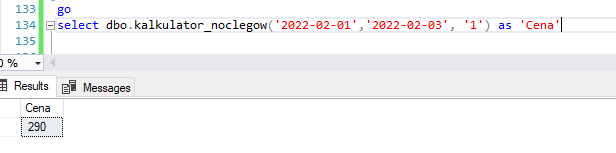 133 go
134 select dbo.kalkulator_noclegow('2022-02-01','2022-02-03', '1') as 'Cena'
135
0 %
Results Messages
Cena
290